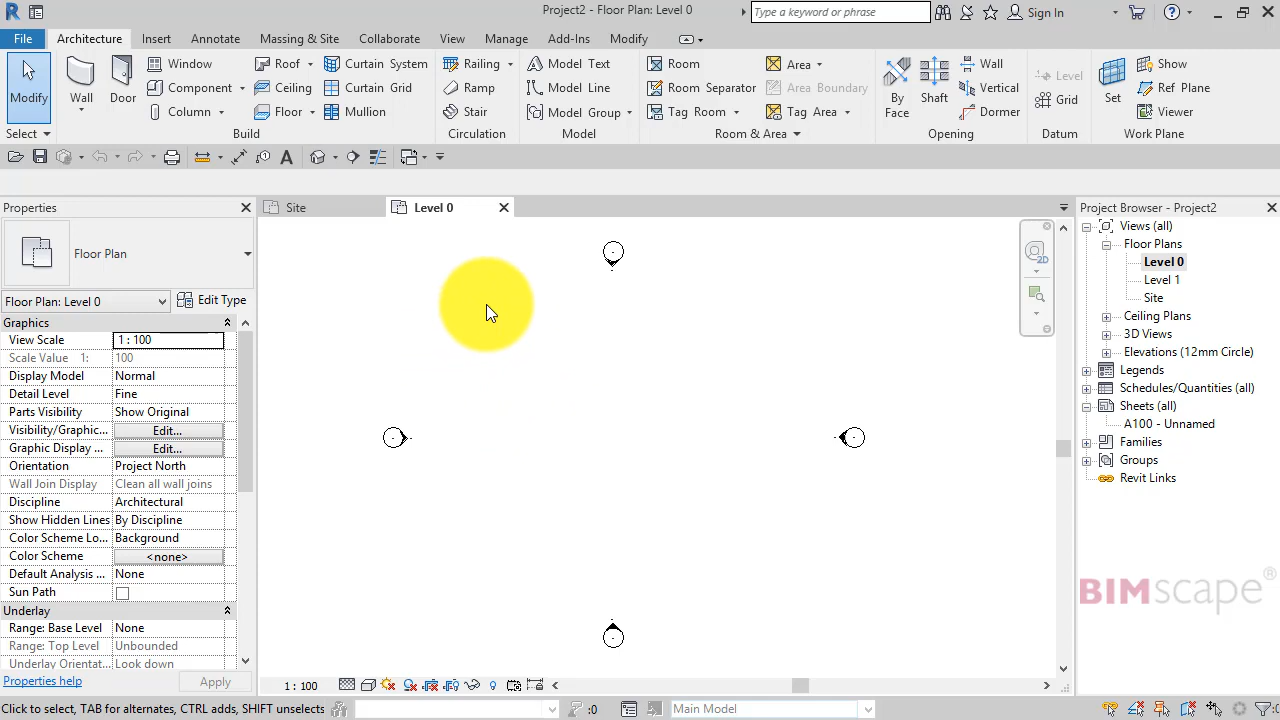 Project2 - Floor Plan: Level 0
Type a keyword or phrase
Sign In
File
Architecture
Insert
Annotate
Massing & Site
Collaborate
View
Manage
Add-Ins
Modify
Modify
Wall
Door
Window
Component
Column
Roof
Ceiling
Floor
Curtain System
Curtain Grid
Mullion
Railing
Ramp
Stair
Model Text
Model Line
Model Group
Room
Room Separator
Tag Room
Area
Area Boundary
Tag Area
By Face
Shaft
Wall
Vertical
Dormer
Level
Grid
Set
Show
Ref Plane
Viewer
Select
Build
Circulation
Model
Room & Area
Opening
Datum
Work Plane
Properties
Site
Level 0
Project Browser - Project2
Floor Plan
Floor Plan: Level 0
Edit Type
Graphics
View Scale 1 : 100
Scale Value 1: 100
Display Model Normal
Detail Level Fine
Parts Visibility Show Original
Visibility/Graphic... Edit...
Graphic Display ... Edit...
Orientation Project North
Wall Join Display Clean all wall joins
Discipline Architectural
Show Hidden Lines By Discipline
Color Scheme Lo... Background
Color Scheme <none>
Default Analysis ... None
Sun Path
Underlay
Range: Base Level None
Range: Top Level Unbounded
Underlay Orientat... Look down
Properties help
Apply
2D
Views (all)
Floor Plans
Level 0
Level 1
Site
Ceiling Plans
3D Views
Elevations (12mm Circle)
Legends
Schedules/Quantities (all)
Sheets (all)
A100 - Unnamed
Families
Groups
Revit Links
BIMscape®
1 : 100
Click to select, TAB for alternates, CTRL adds, SHIFT unselects
:0
Main Model
:0